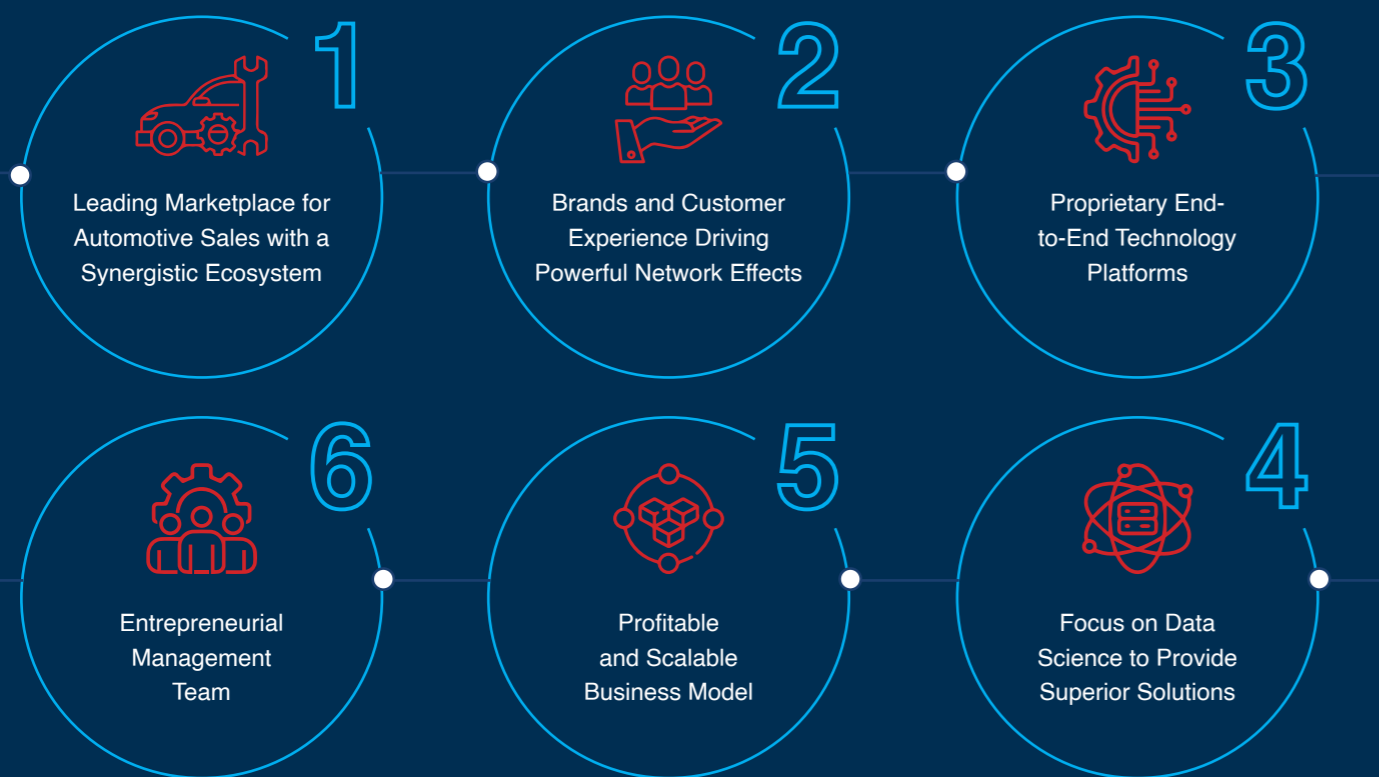 1
Leading Marketplace for
Automotive Sales with a
Synergistic Ecosystem
2
Brands and Customer
Experience Driving
Powerful Network Effects
3
Proprietary End-
to-End Technology
Platforms
4
Focus on Data
Science to Provide
Superior Solutions
5
Profitable
and Scalable
Business Model
6
Entrepreneurial
Management
Team